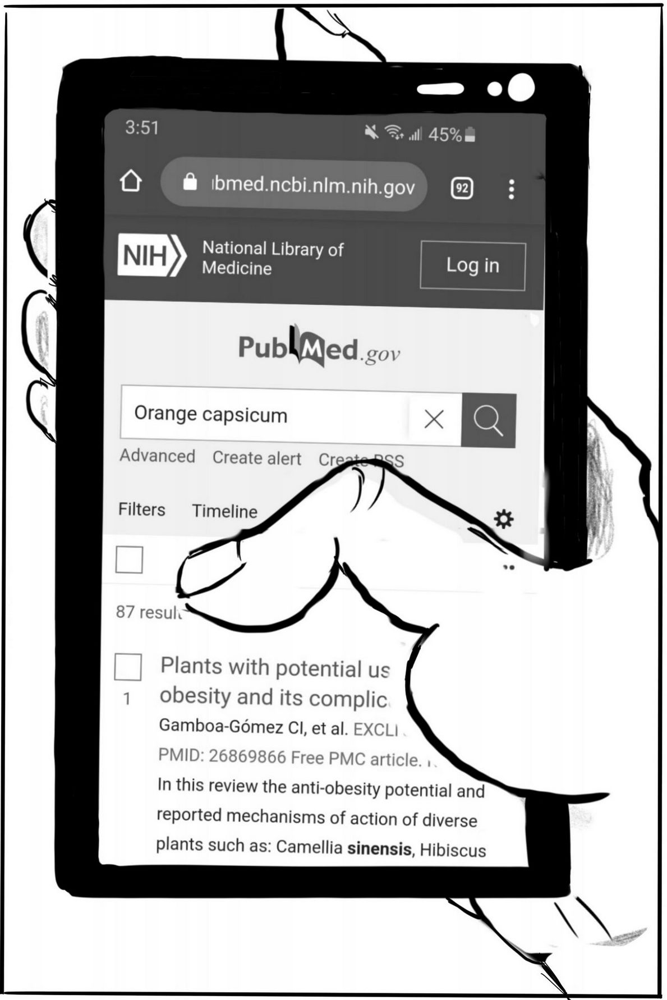 3:51 45%
ıbmed.ncbi.nlm.nih.gov 92
NIH National Library of
Medicine
Log in
PubMed.gov
Orange capsicum
Advanced Create alert Create RSS
Filters Timeline
87 result
Plants with potential us
1 obesity and its complic
Gamboa-Gómez CI, et al. EXCLI
PMID: 26869866 Free PMC article.
In this review the anti-obesity potential and
reported mechanisms of action of diverse
plants such as: Camellia sinensis, Hibiscus